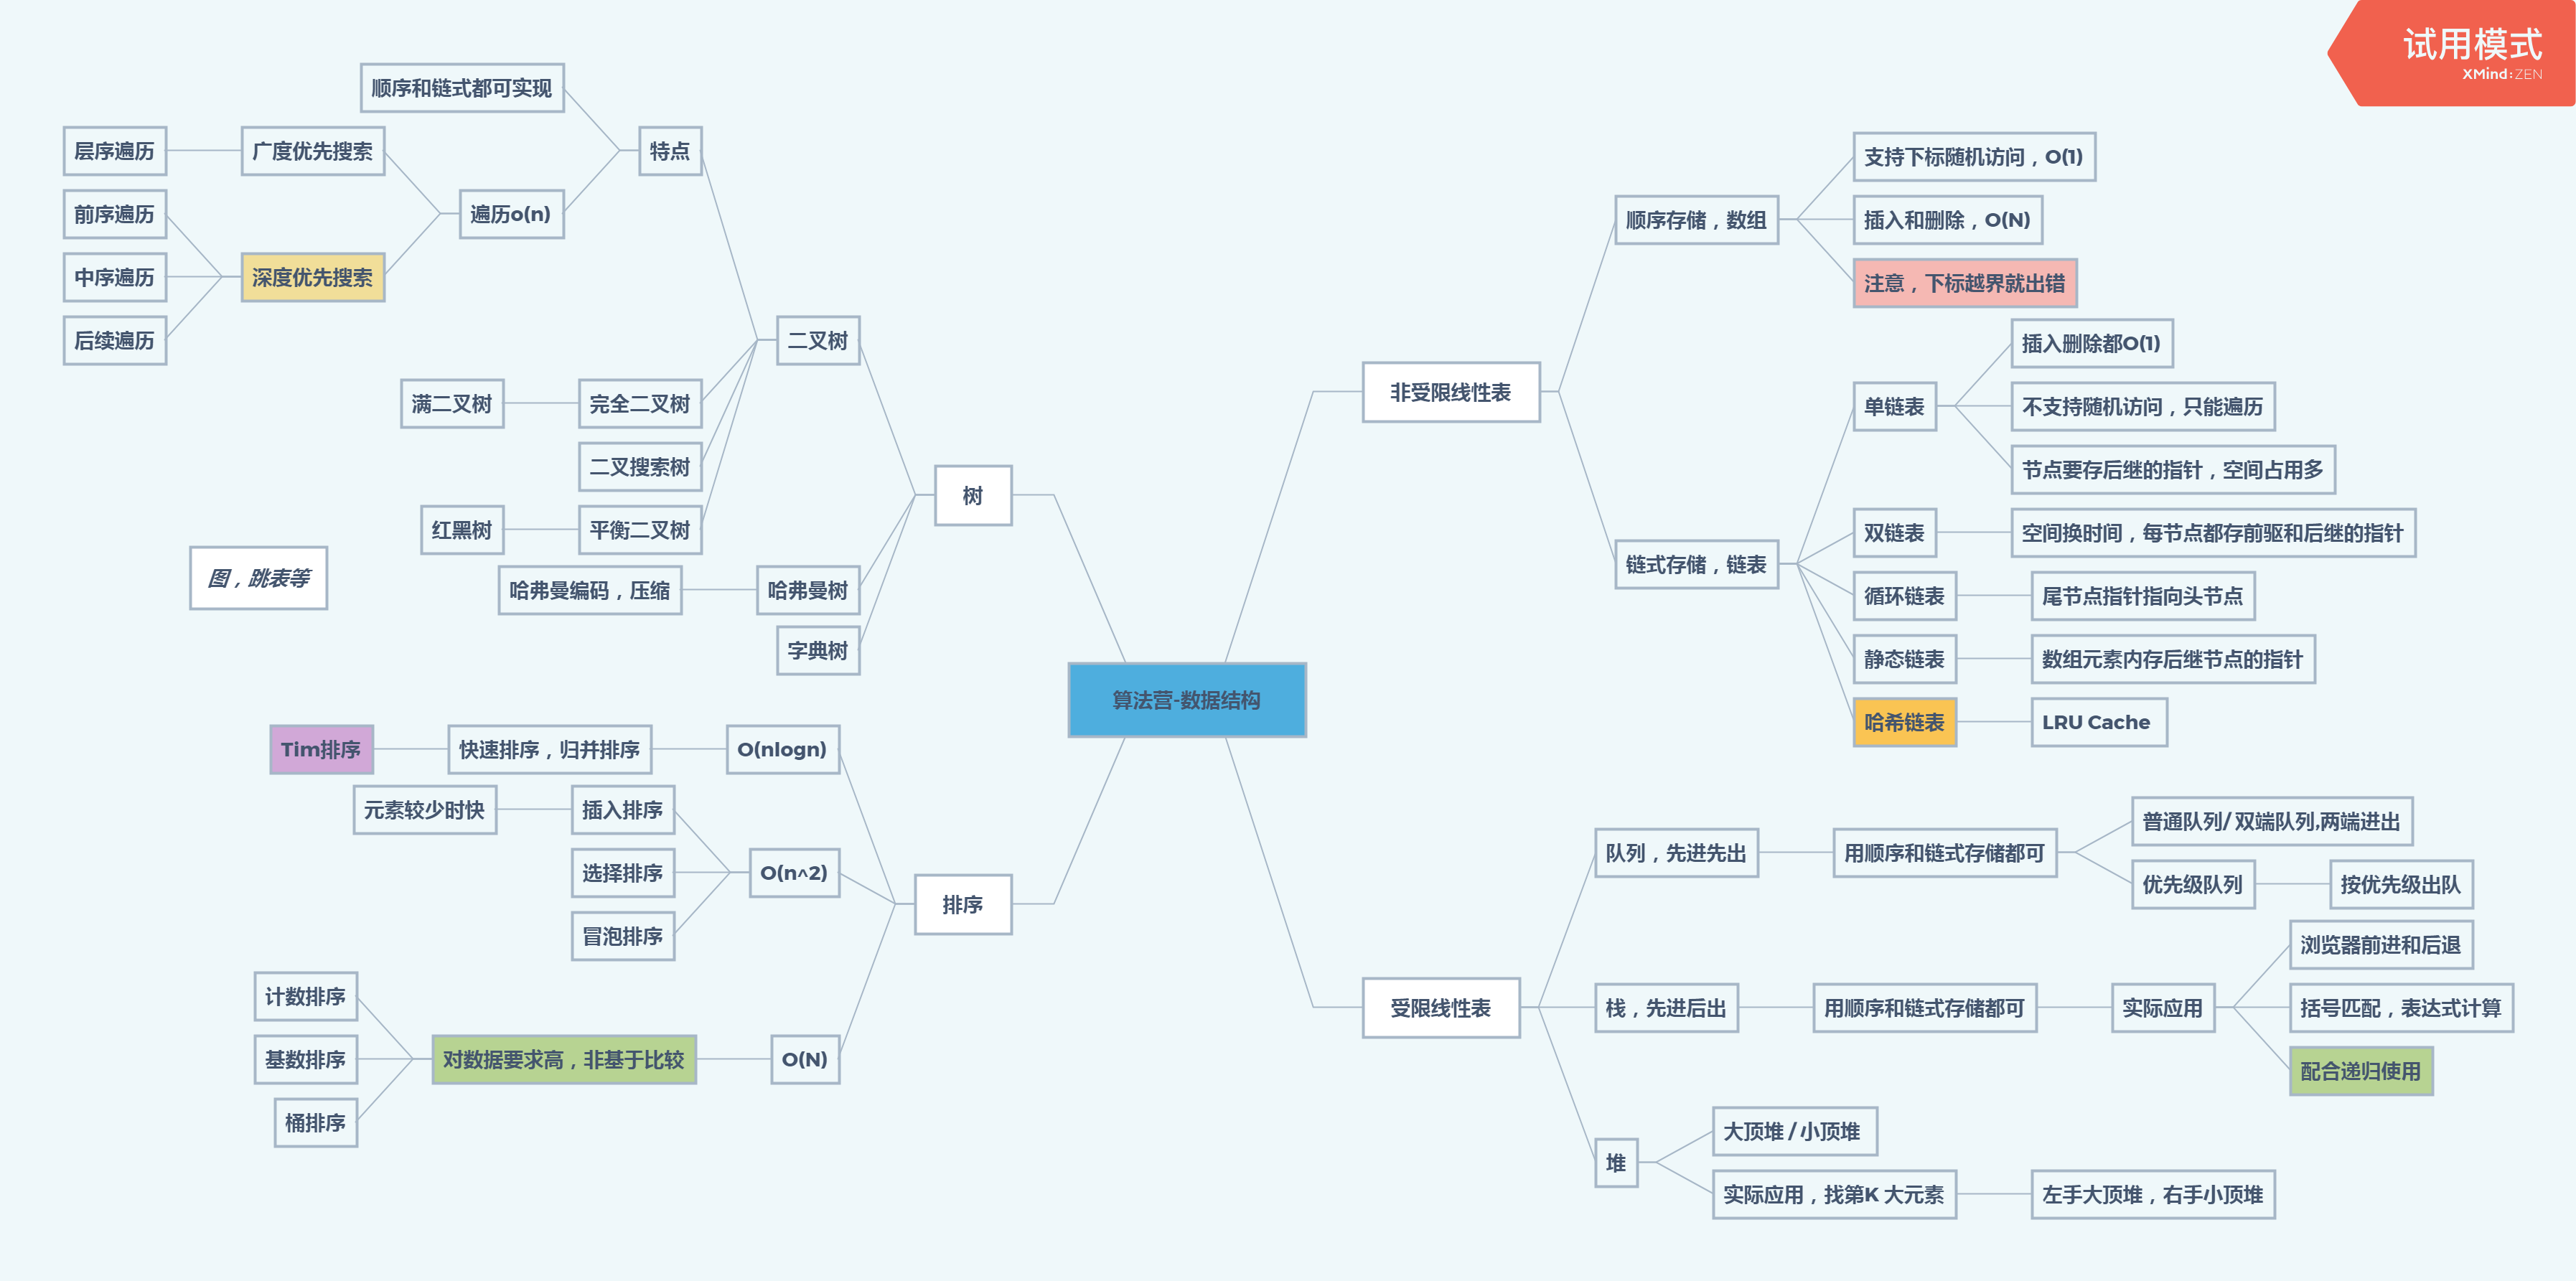 试用模式
XMind:ZEN
算法营-数据结构
非受限线性表
顺序存储，数组
支持下标随机访问，O(1)
插入和删除，O(N)
注意，下标越界就出错
链式存储，链表
单链表
插入删除都O(1)
不支持随机访问，只能遍历
节点要存后继的指针，空间占用多
双链表
空间换时间，每节点都存前驱和后继的指针
循环链表
尾节点指针指向头节点
静态链表
数组元素内存后继节点的指针
哈希链表
LRU Cache
受限线性表
队列，先进先出
用顺序和链式存储都可
普通队列/ 双端队列,两端进出
优先级队列
按优先级出队
栈，先进后出
用顺序和链式存储都可
实际应用
浏览器前进和后退
括号匹配，表达式计算
配合递归使用
堆
大顶堆 / 小顶堆
实际应用，找第K 大元素
左手大顶堆，右手小顶堆
树
二叉树
特点
顺序和链式都可实现
遍历o(n)
广度优先搜索
层序遍历
深度优先搜索
前序遍历
中序遍历
后续遍历
完全二叉树
满二叉树
二叉搜索树
平衡二叉树
红黑树
哈弗曼树
哈弗曼编码，压缩
字典树
排序
O(nlogn)
快速排序，归并排序
Tim排序
O(n^2)
插入排序
元素较少时快
选择排序
冒泡排序
O(N)
对数据要求高，非基于比较
计数排序
基数排序
桶排序
图，跳表等